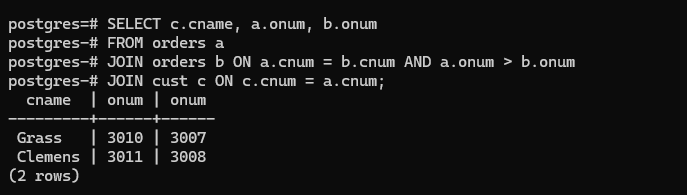 postgres=# SELECT c.cname, a.onum, b.onum
postgres-# FROM orders a
postgres-# JOIN orders b ON a.cnum = b.cnum AND a.onum > b.onum
postgres-# JOIN cust c ON c.cnum = a.cnum;
  cname  | onum | onum
---------+------+------
 Grass   | 3010 | 3007
 Clemens | 3011 | 3008
(2 rows)